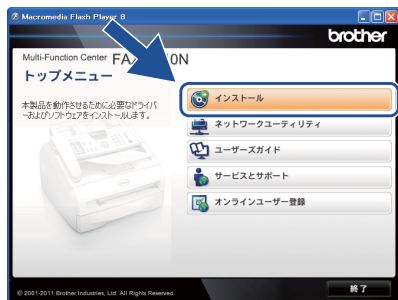 Macromedia Flash Player 8
brother
Multi-Function Center FA 0N
トップメニュー
本製品を動作させるために必要なドライバ
ーおよびソフトウェアをインストールします。
インストール
ネットワークユーティリティ
ユーザーズガイド
サービスとサポート
オンラインユーザー登録
© 2001-2011 Brother Industries, Ltd. All Rights Reserved.
終了